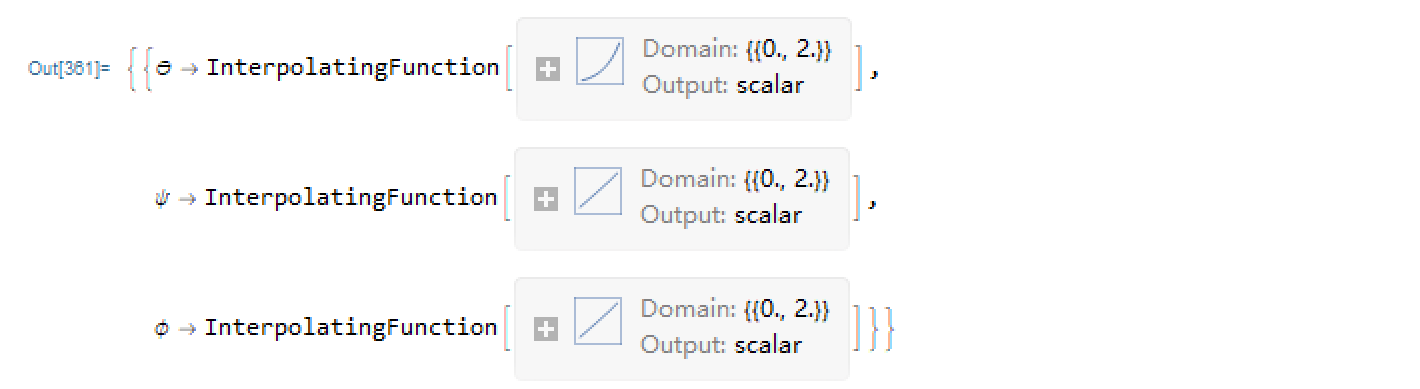 Out[361]= {{θ → InterpolatingFunction[ Domain: {{0., 2.}}
Output: scalar ],
ψ → InterpolatingFunction[ Domain: {{0., 2.}}
Output: scalar ],
ϕ → InterpolatingFunction[ Domain: {{0., 2.}}
Output: scalar ]}}